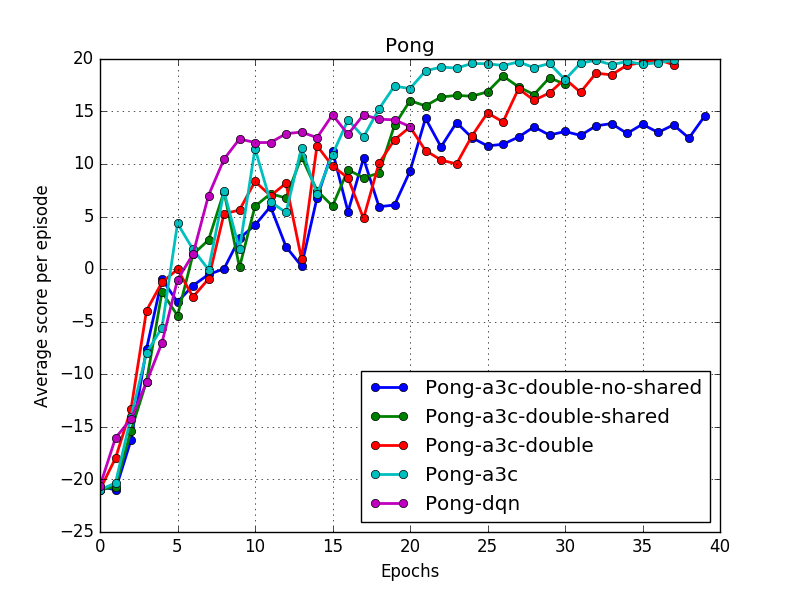 Pong
Average score per episode
20
15
10
5
0
−5
−10
−15
−20
−25
0 5 10 15 20 25 30 35 40
Epochs
Pong-a3c-double-no-shared
Pong-a3c-double-shared
Pong-a3c-double
Pong-a3c
Pong-dqn